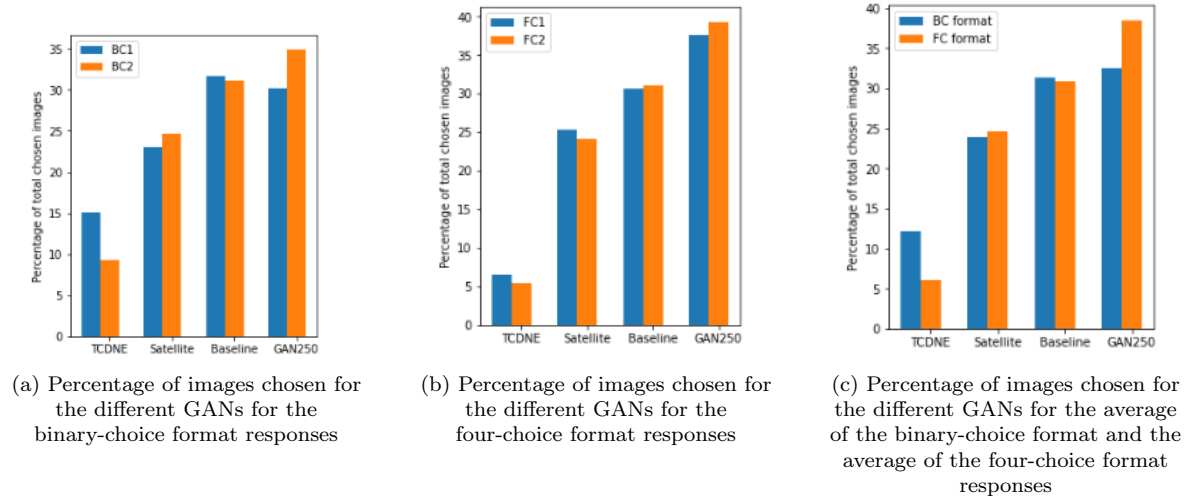 35
30
25
20
15
10
5
0
Percentage of total chosen images
BC1
BC2
TCDNE Satellite Baseline GAN250
(a) Percentage of images chosen for
the different GANs for the
binary-choice format responses
40
35
30
25
20
15
10
5
0
Percentage of total chosen images
FC1
FC2
TCDNE Satellite Baseline GAN250
(b) Percentage of images chosen for
the different GANs for the
four-choice format responses
40
35
30
25
20
15
10
5
0
Percentage of total chosen images
BC format
FC format
TCDNE Satellite Baseline GAN250
(c) Percentage of images chosen for
the different GANs for the average
of the binary-choice format and the
average of the four-choice format
responses